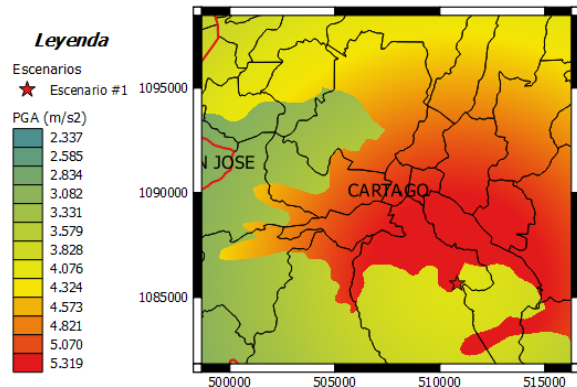 Leyenda
Escenarios
Escenario #1
PGA (m/s2)
2.337
2.585
2.834
3.082
3.331
3.579
3.828
4.076
4.324
4.573
4.821
5.070
5.319
1095000
1090000
1085000
N JOSE
CARTAGO
500000 505000 510000 515000